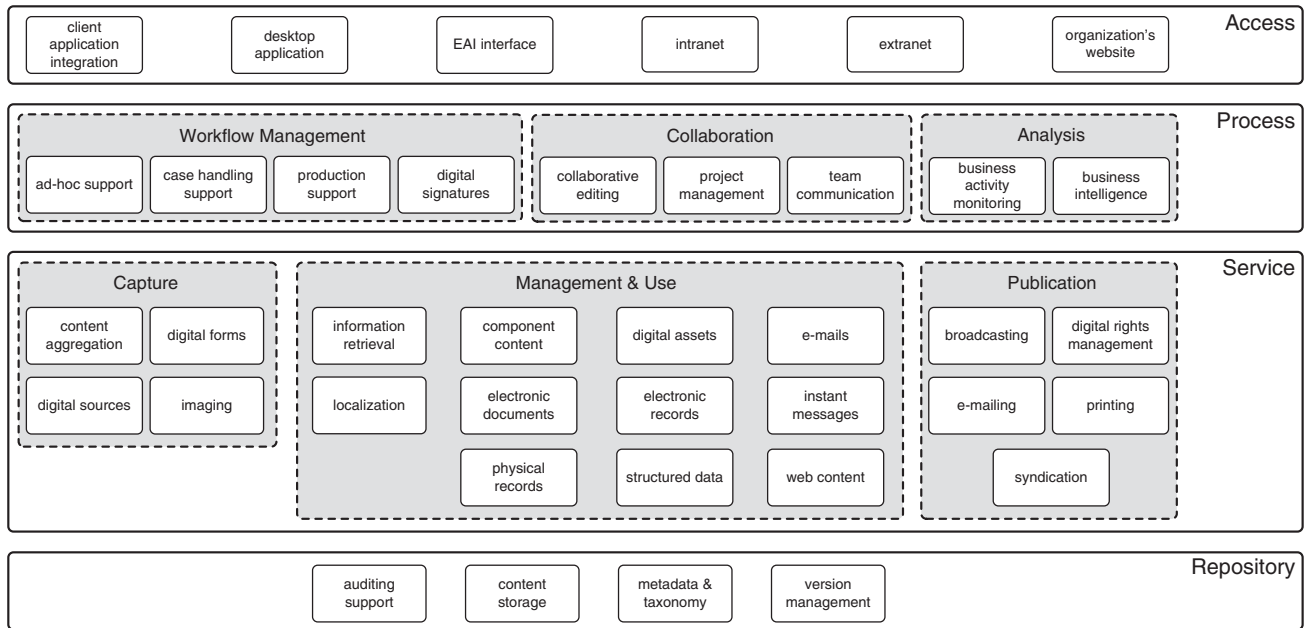 Access
client
application
integration
desktop
application
EAI interface
intranet
extranet
organization's
website
Process
Workflow Management
ad-hoc support
case handling
support
production
support
digital
signatures
Collaboration
collaborative
editing
project
management
team
communication
Analysis
business
activity
monitoring
business
intelligence
Service
Capture
content
aggregation
digital forms
digital sources
imaging
Management & Use
information
retrieval
component
content
digital assets
e-mails
localization
electronic
documents
electronic
records
instant
messages
physical
records
structured data
web content
Publication
broadcasting
digital rights
management
e-mailing
printing
syndication
Repository
auditing
support
content
storage
metadata &
taxonomy
version
management